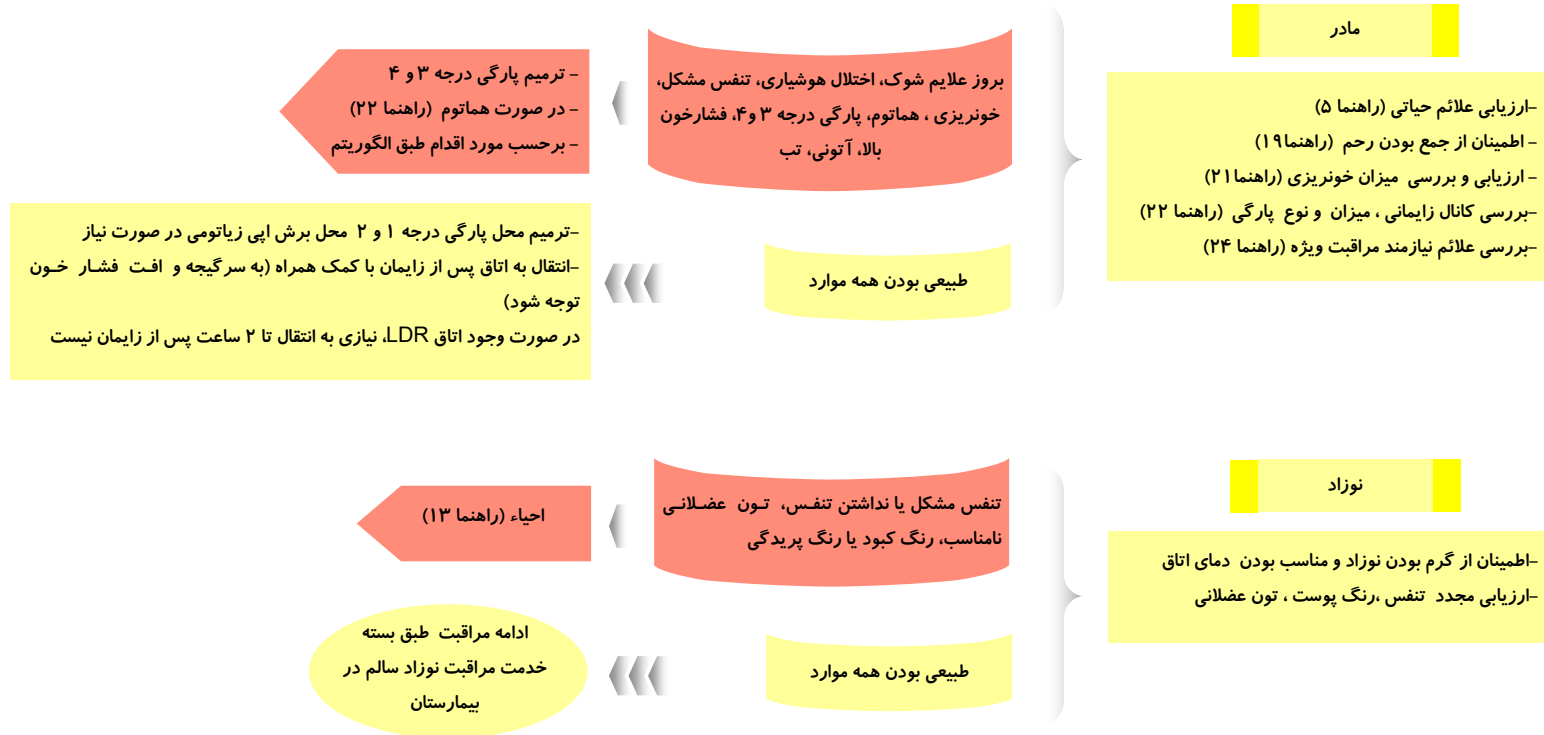 مادر
-ارزیابی علائم حیاتی (راهنما ۵)
- اطمینان از جمع بودن رحم (راهنما۱۹)
- ارزیابی و بررسی میزان خونریزی (راهنما۲۱)
-بررسی کانال زایمانی ، میزان و نوع پارگی (راهنما ۲۲)
-بررسی علائم نیازمند مراقبت ویژه (راهنما ۲۴)
بروز علایم شوک، اختلال هوشیاری، تنفس مشکل،
خونریزی ، هماتوم، پارگی درجه ۳ و۴، فشارخون
بالا، آتونی، تب
- ترمیم پارگی درجه ۳ و ۴
- در صورت هماتوم (راهنما ۲۲)
- برحسب مورد اقدام طبق الگوریتم
طبیعی بودن همه موارد
-ترمیم محل پارگی درجه ۱ و ۲ محل برش اپی زیاتومی در صورت نیاز
-انتقال به اتاق پس از زایمان با کمک همراه (به سرگیجه و افت فشار خون
توجه شود)
در صورت وجود اتاق LDR، نیازی به انتقال تا ۲ ساعت پس از زایمان نیست
نوزاد
-اطمینان از گرم بودن نوزاد و مناسب بودن دمای اتاق
-ارزیابی مجدد تنفس ،رنگ پوست ، تون عضلانی
تنفس مشکل یا نداشتن تنفس، تون عضلانی
نامناسب، رنگ کبود یا رنگ پریدگی
احیاء (راهنما ۱۳)
طبیعی بودن همه موارد
ادامه مراقبت طبق بسته
خدمت مراقبت نوزاد سالم در
بیمارستان